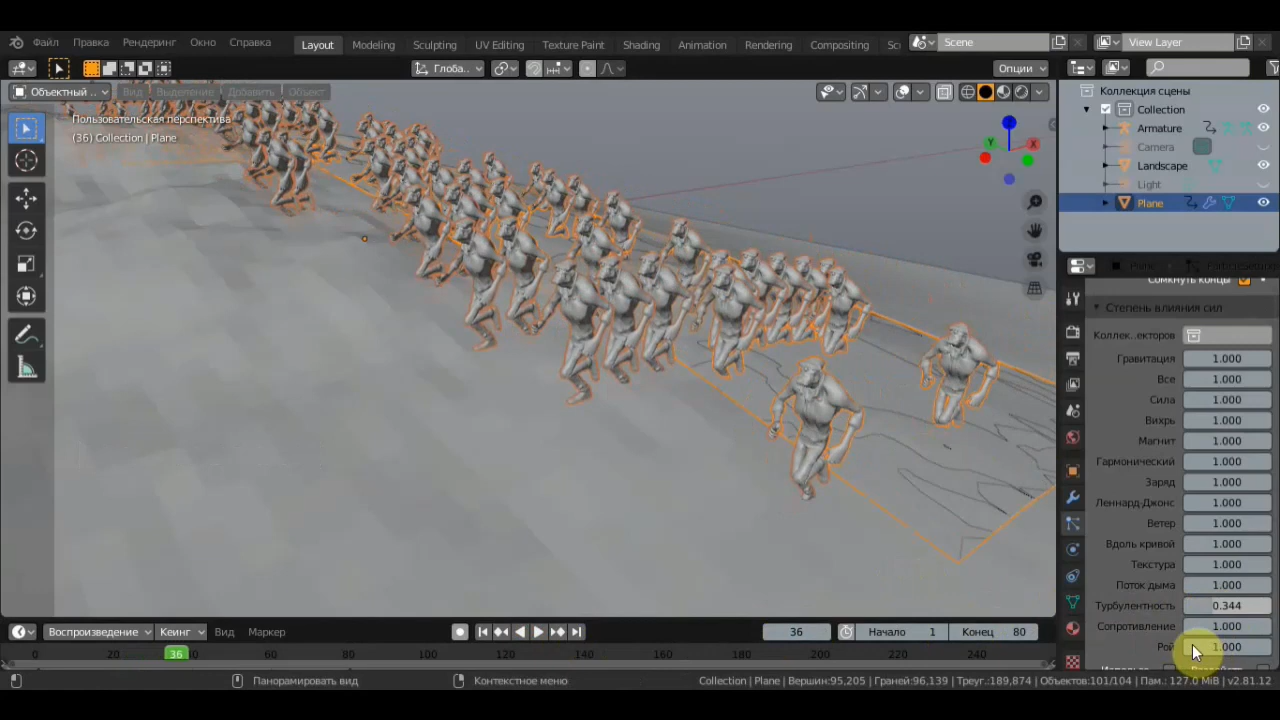 Файл Правка Рендеринг Окно Справка Layout Modeling Sculpting UV Editing Texture Paint Shading Animation Rendering Compositing Sc Scene View Layer
Глоба... Опции
Объектный ... Вид Выделение Добавить Объект
Пользовательская перспектива
(36) Collection | Plane
X
Y
Z
Коллекция сцены
Collection
Armature
Camera
Landscape
Light
Plane
Сомкнуть концы
Степень влияния сил
Коллек...екторов
Гравитация 1.000
Все 1.000
Сила 1.000
Вихрь 1.000
Магнит 1.000
Гармонический 1.000
Заряд 1.000
Леннард-Джонс 1.000
Ветер 1.000
Вдоль кривой 1.000
Текстура 1.000
Поток дыма 1.000
Турбулентность 0.344
Сопротивление 1.000
Рой 1.000
Воспроизведение Кеинг Вид Маркер 36 Начало 1 Конец 80
0 20 36 80 100 120 140 160 180 200 220 240
Панорамировать вид Контекстное меню Collection | Plane | Вершин:95,205 | Граней:96,139 | Треуг.:189,874 | Объектов:101/104 | Пам.: 127.0 MiB | v2.81.12